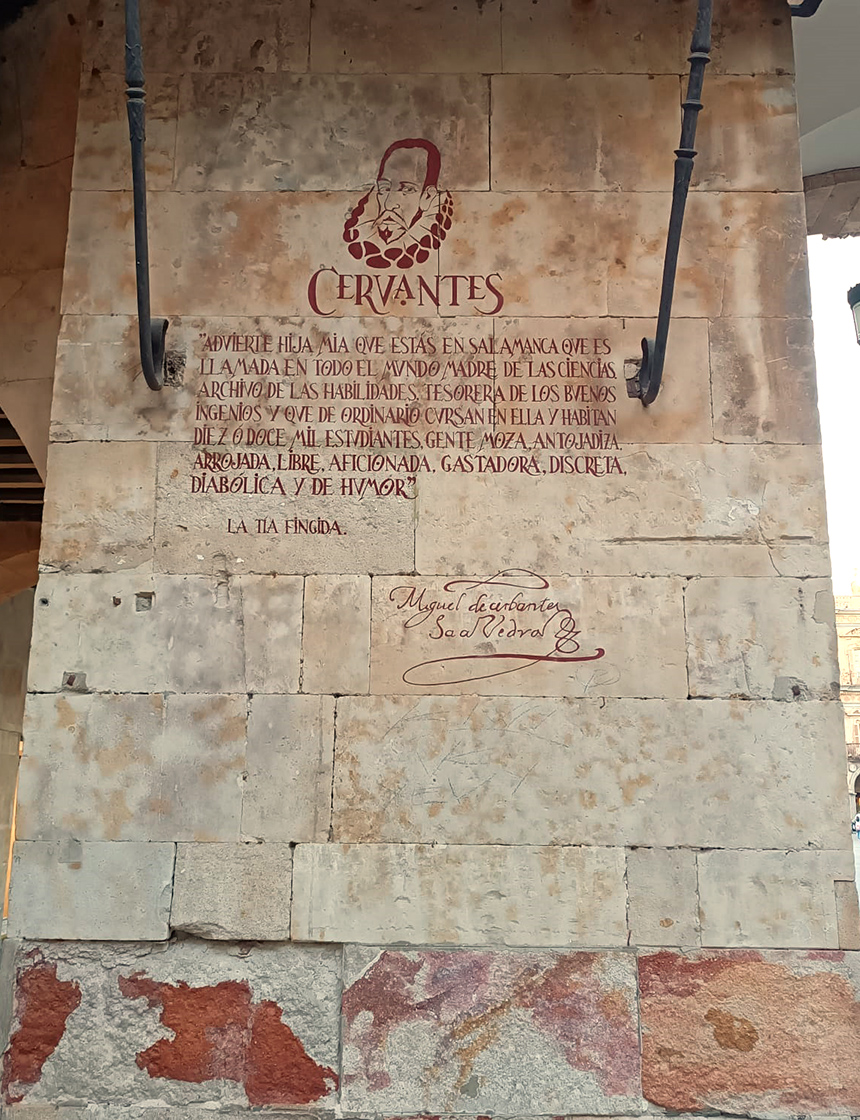 CERVANTES
"ADVIERTE HIJA MIA QVE ESTÁS EN SALAMANCA QVE ES
LLAMADA EN TODO EL MVNDO MADRE DE LAS CIENCIAS,
ARCHIVO DE LAS HABILIDADES, TESORERA DE LOS BVENOS
INGENIOS Y QVE DE ORDINARIO CVRSAN EN ELLA Y HABITAN
DIEZ Ó DOCE MIL ESTVDIANTES, GENTE MOZA, ANTOJADIZA,
ARROJADA, LIBRE, AFICIONADA, GASTADORA, DISCRETA,
DIABÓLICA Y DE HVMOR"
LA TÍA FINGIDA.
Miguel de cerbantes
Saavedra